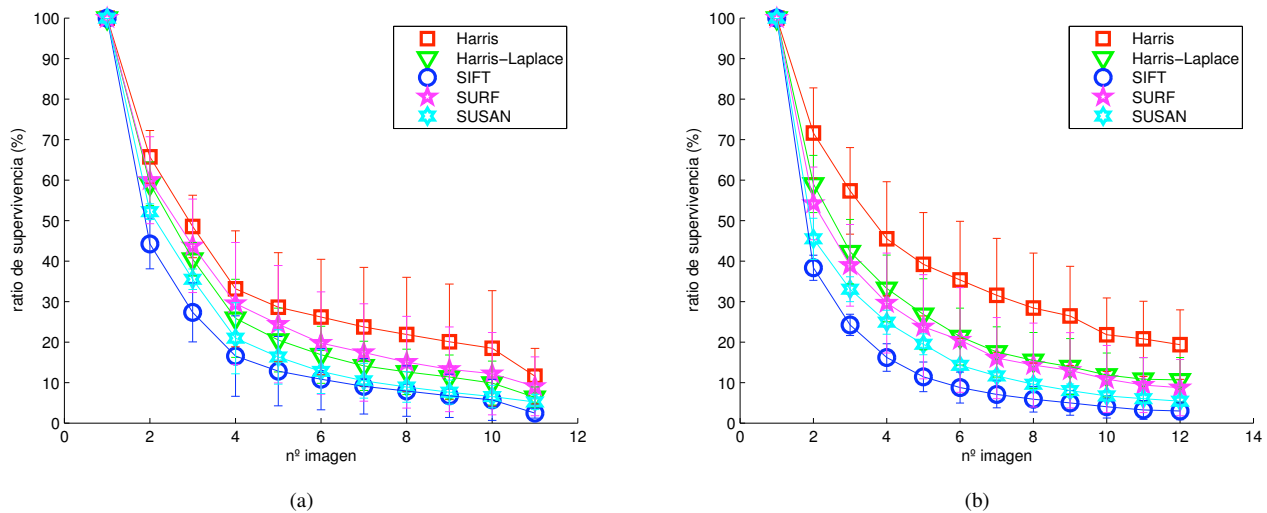 100
90
80
70
60
50
40
30
20
10
0
ratio de supervivencia (%)
Harris
Harris−Laplace
SIFT
SURF
SUSAN
0 2 4 6 8 10 12
nº imagen
(a)
100
90
80
70
60
50
40
30
20
10
0
ratio de supervivencia (%)
Harris
Harris−Laplace
SIFT
SURF
SUSAN
0 2 4 6 8 10 12 14
nº imagen
(b)